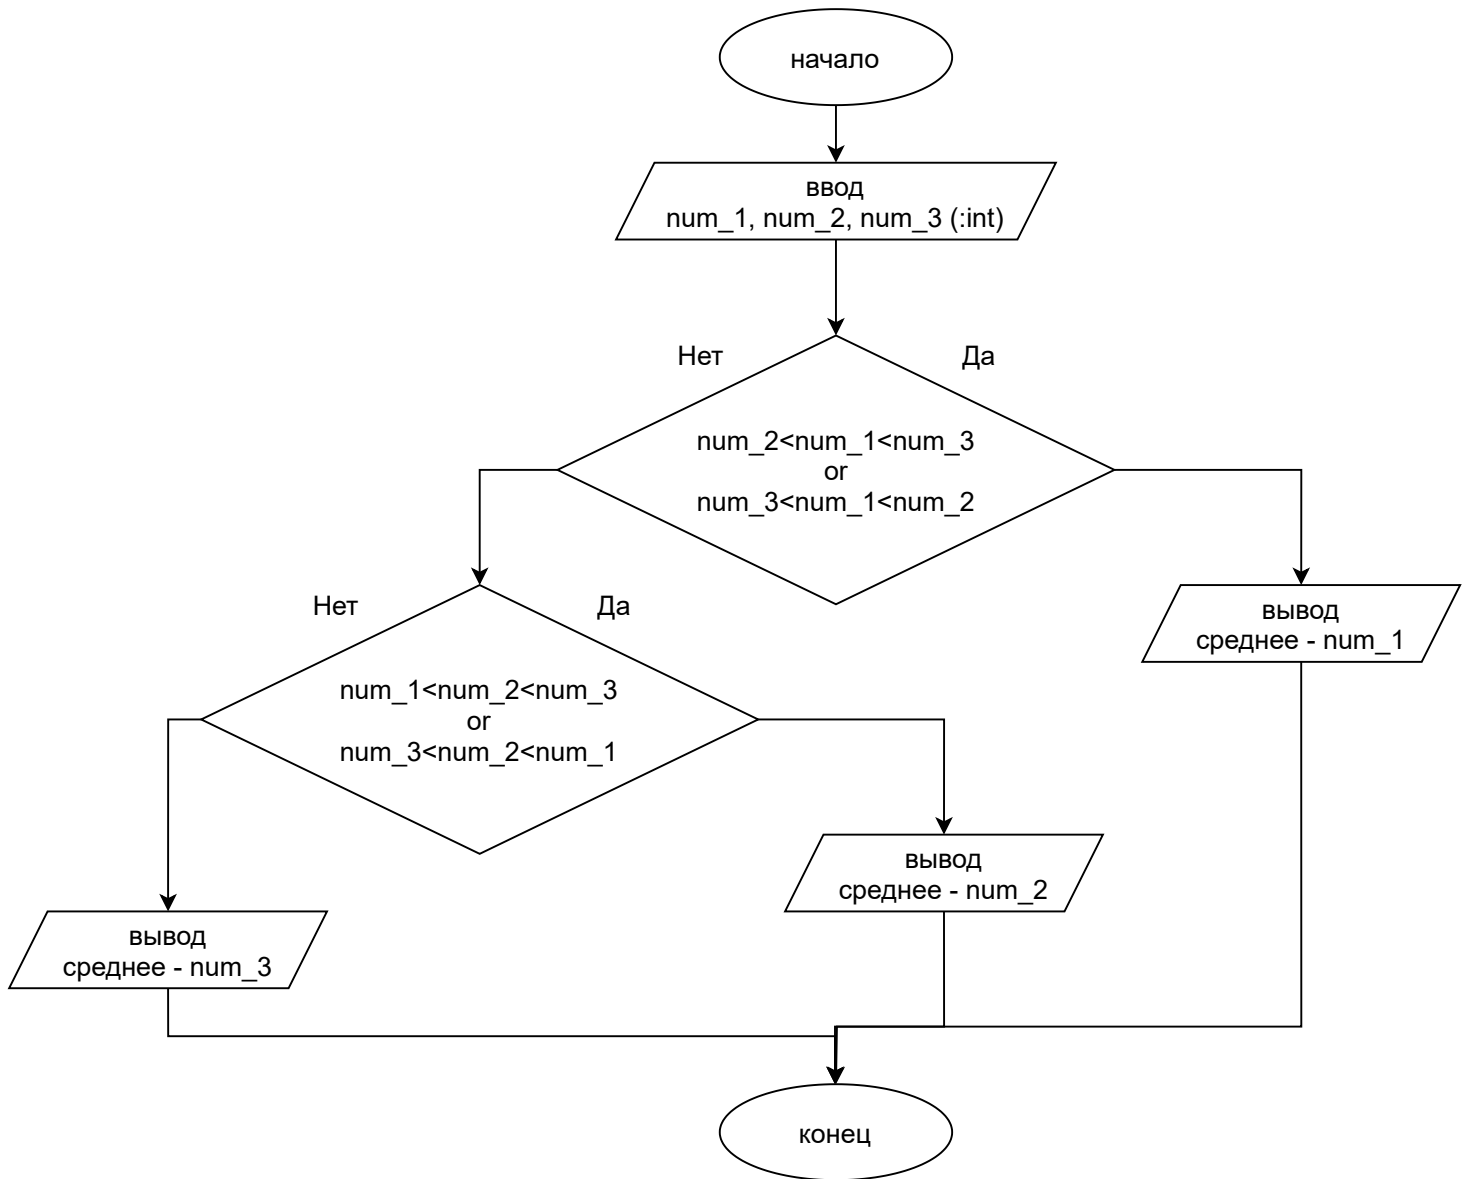 начало
ввод
num_1, num_2, num_3 (:int)
Нет
Да
num_2<num_1<num_3
or
num_3<num_1<num_2
Нет
Да
вывод
среднее - num_1
num_1<num_2<num_3
or
num_3<num_2<num_1
вывод
среднее - num_2
вывод
среднее - num_3
конец